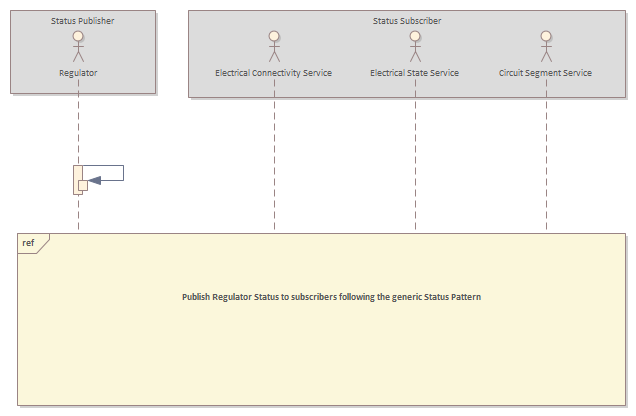 Status Publisher
Status Subscriber
Regulator
Electrical Connectivity Service
Electrical State Service
Circuit Segment Service
ref
Publish Regulator Status to subscribers following the generic Status Pattern